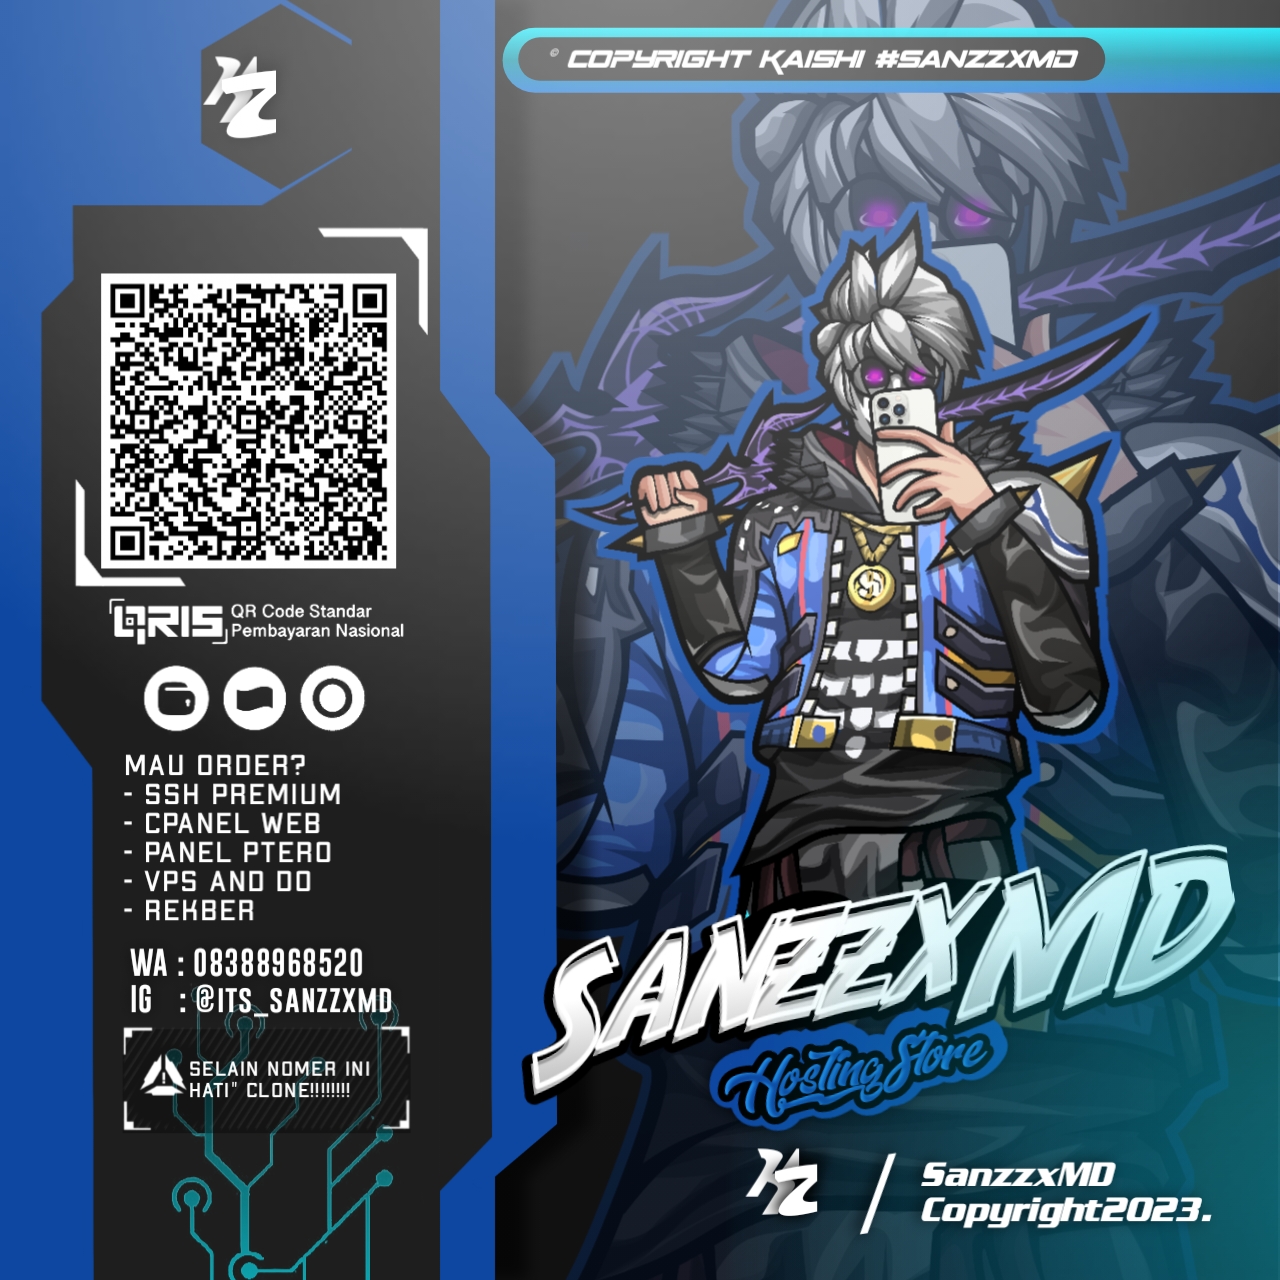 © COPYRIGHT KAISHI #SANZZXMD
QRIS QR Code Standar
Pembayaran Nasional
MAU ORDER?
- SSH PREMIUM
- CPANEL WEB
- PANEL PTERO
- VPS AND DO
- REKBER
WA : 08388968520
IG : @ITS_SANZZXMD
SELAIN NOMER INI
HATI" CLONE!!!!!!!!
SANZZXMD
Hosting Store
SanzzxMD
Copyright2023.